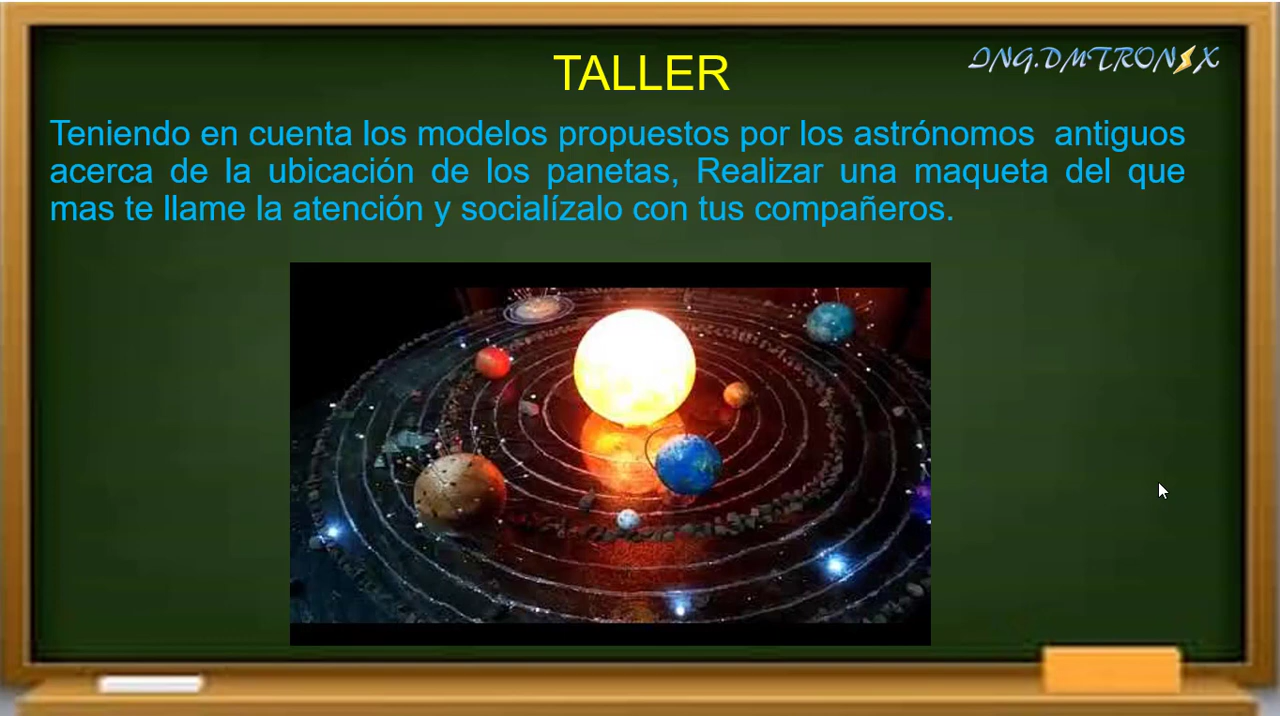 TALLER
ING.DMTRONX
Teniendo en cuenta los modelos propuestos por los astrónomos antiguos
acerca de la ubicación de los panetas, Realizar una maqueta del que
mas te llame la atención y socialízalo con tus compañeros.